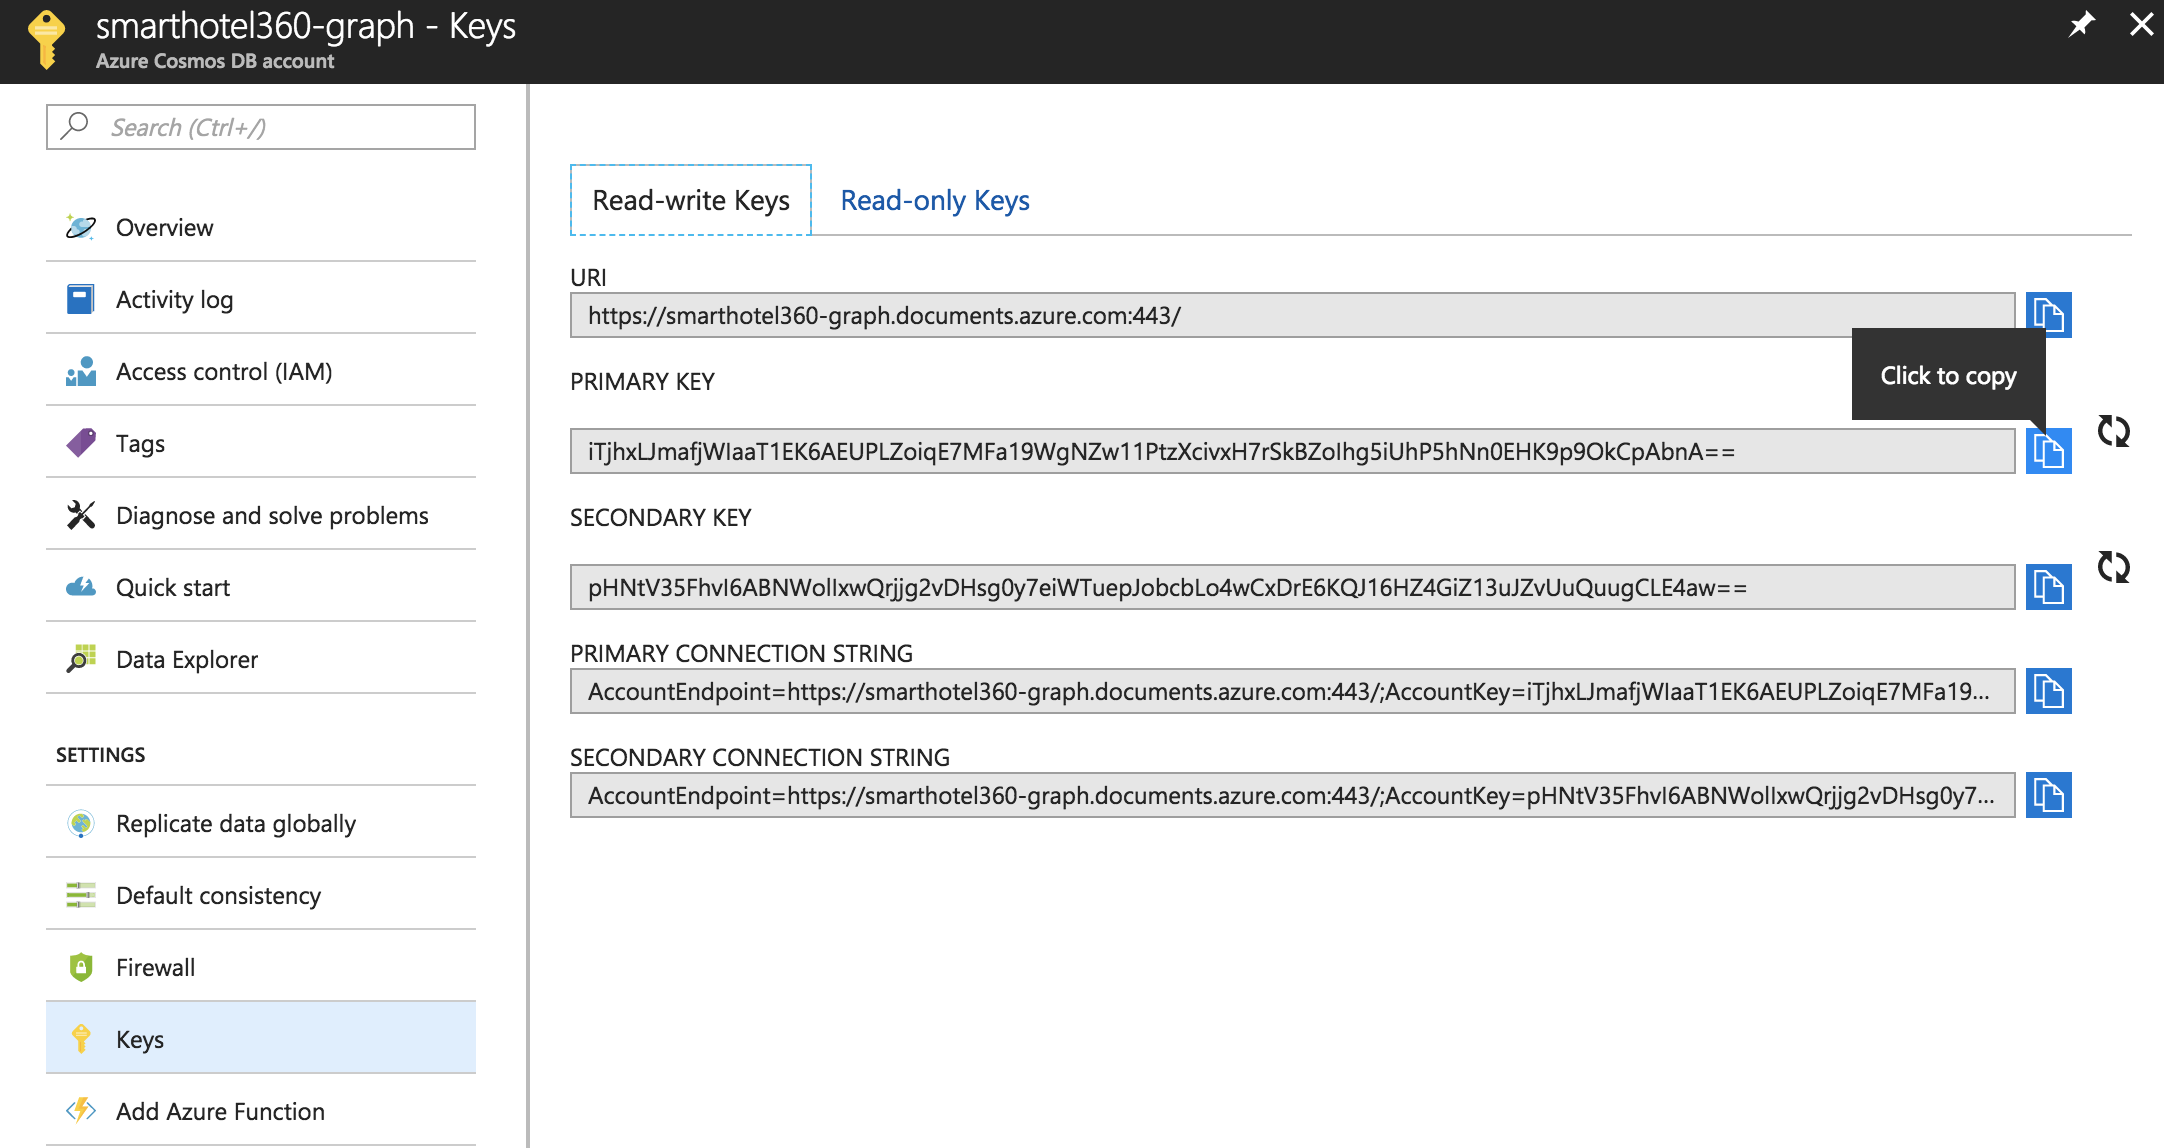 smarthotel360-graph - Keys
Azure Cosmos DB account
Search (Ctrl+/)
Overview
Activity log
Access control (IAM)
Tags
Diagnose and solve problems
Quick start
Data Explorer
SETTINGS
Replicate data globally
Default consistency
Firewall
Keys
Add Azure Function
Read-write Keys
Read-only Keys
URI
https://smarthotel360-graph.documents.azure.com:443/
Click to copy
PRIMARY KEY
iTjhxLJmafjWIaaT1EK6AEUPLZoiqE7MFa19WgNZw11PtzXcivxH7rSkBZoIhg5iUhP5hNn0EHK9p9OkCpAbnA==
SECONDARY KEY
pHNtV35FhvI6ABNWolIxwQrjjg2vDHsg0y7eiWTuepJobcbLo4wCxDrE6KQJ16HZ4GiZ13uJZvUuQuugCLE4aw==
PRIMARY CONNECTION STRING
AccountEndpoint=https://smarthotel360-graph.documents.azure.com:443/;AccountKey=iTjhxLJmafjWIaaT1EK6AEUPLZoiqE7MFa19...
SECONDARY CONNECTION STRING
AccountEndpoint=https://smarthotel360-graph.documents.azure.com:443/;AccountKey=pHNtV35FhvI6ABNWolIxwQrjjg2vDHsg0y7...